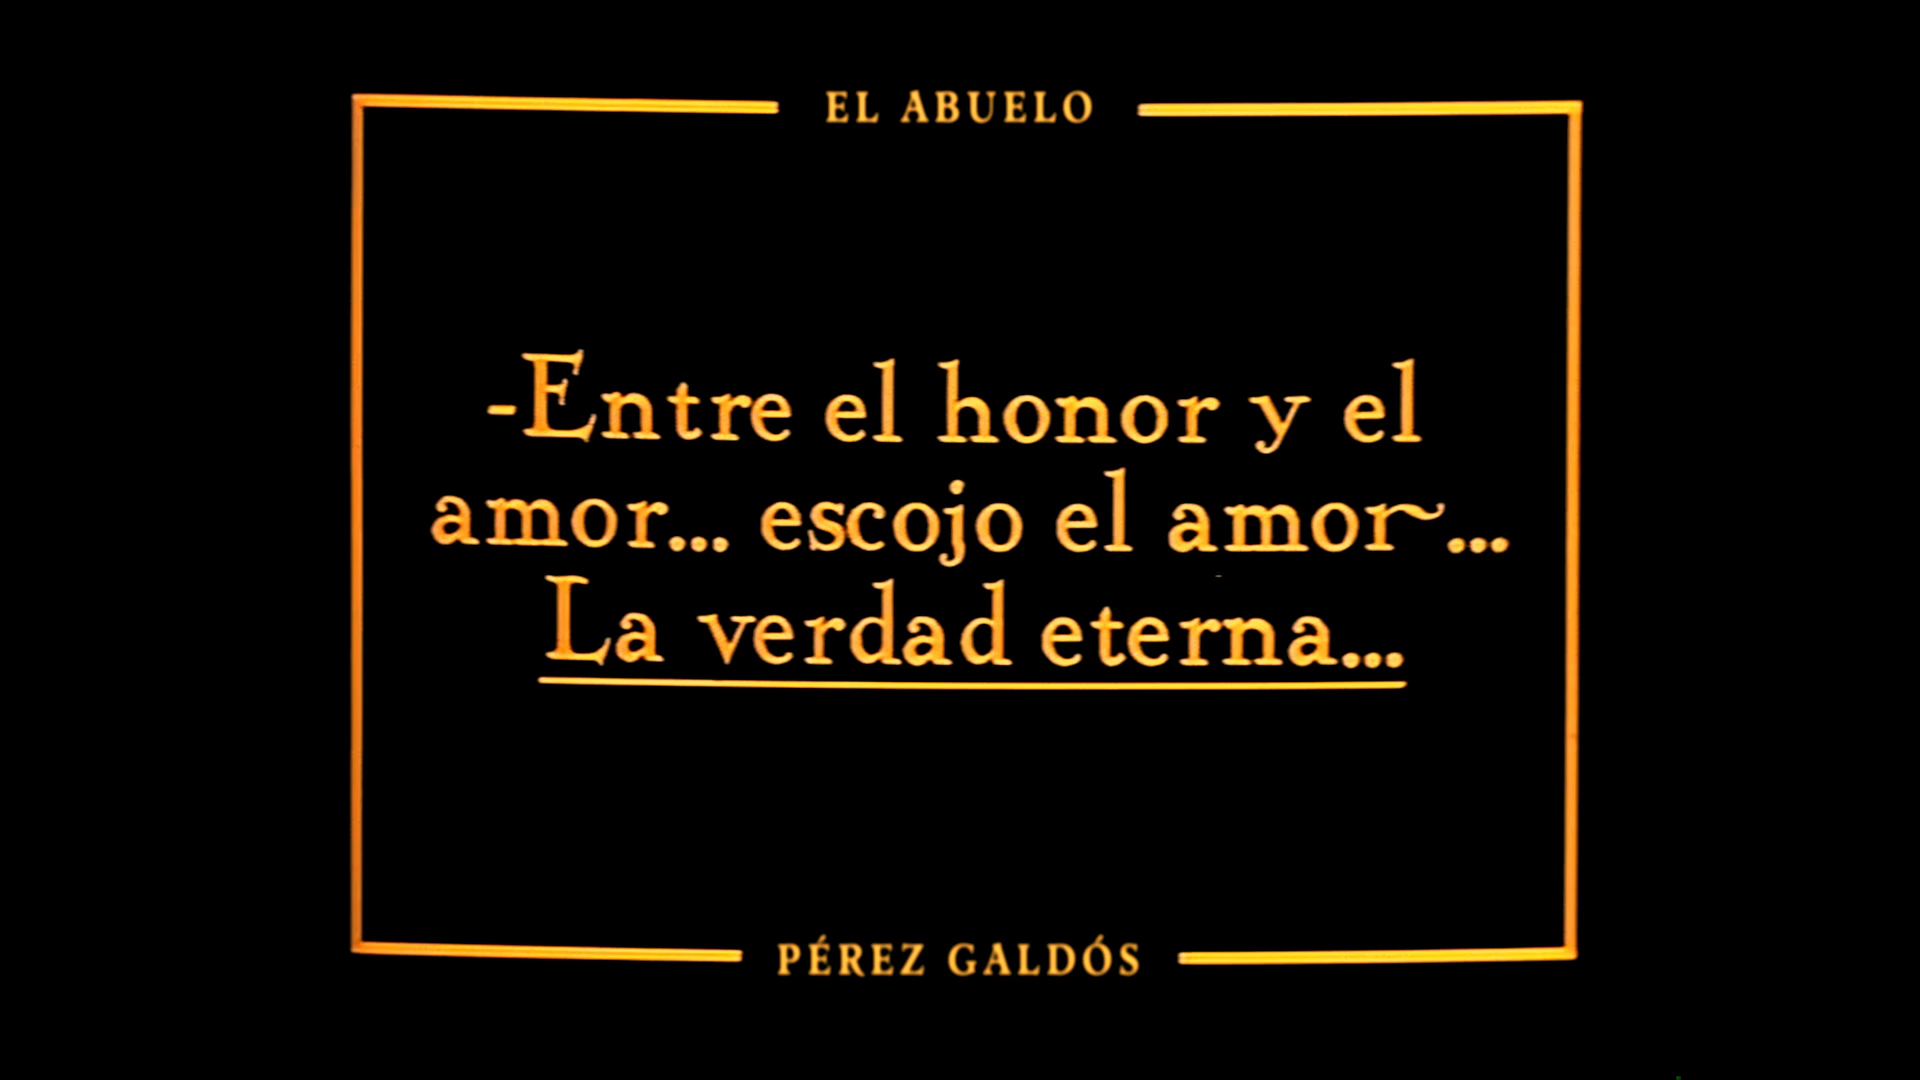 EL ABUELO
-Entre el honor y el
amor... escojo el amor...
La verdad eterna...
PÉREZ GALDÓS